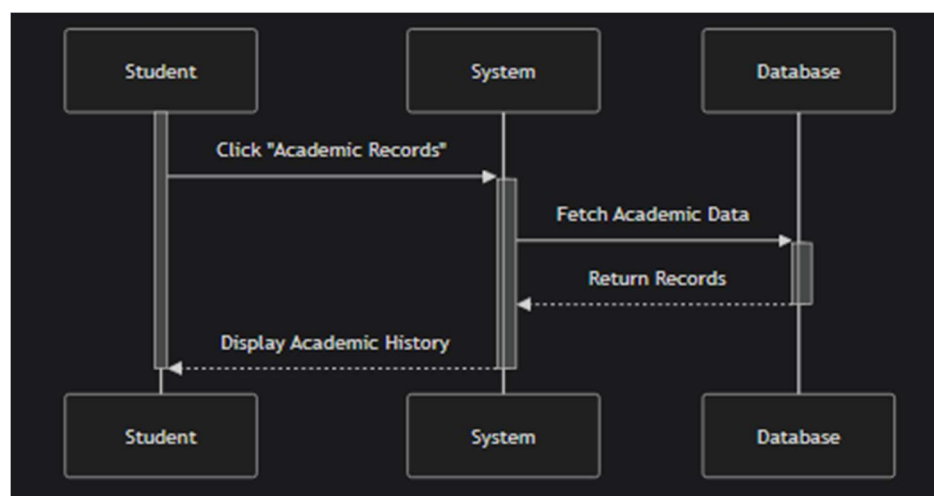 Student
System
Database
Click "Academic Records"
Fetch Academic Data
Return Records
Display Academic History
Student
System
Database